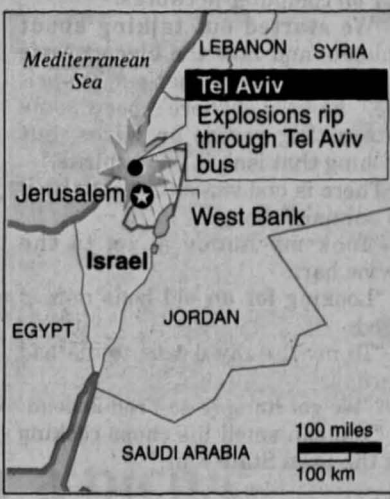 Mediterranean
Sea
LEBANON
SYRIA
Tel Aviv
Explosions rip
through Tel Aviv
bus
Jerusalem
West Bank
Israel
EGYPT
JORDAN
SAUDI ARABIA
100 miles
100 km